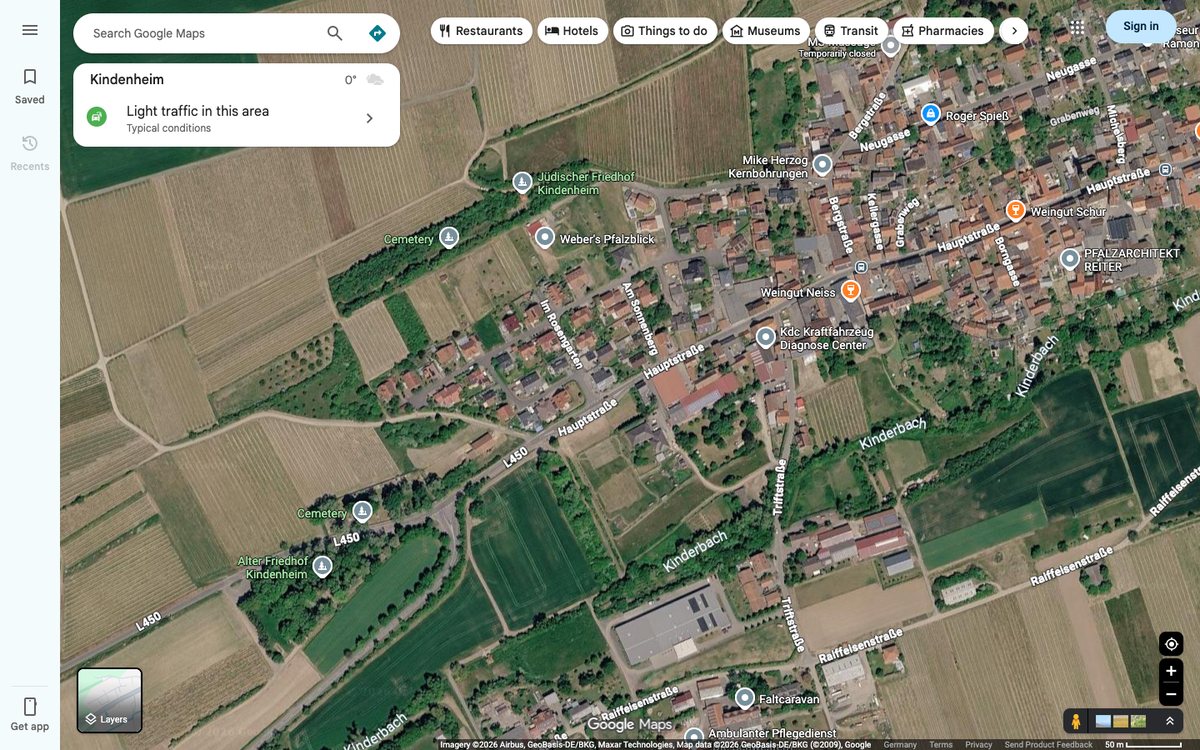 Search Google Maps
Restaurants
Hotels
Things to do
Museums
Transit
Pharmacies
Sign in
Saved
Recents
Get app
Kindenheim
0°
Light traffic in this area
Typical conditions
Temporarily closed
Neugasse
Bergstraße
Roger Spieß
Neugasse
Grabenweg
Michelsberg
Mike Herzog
Kernbohrungen
Jüdischer Friedhof
Kindenheim
Hauptstraße
Cemetery
Weber's Pfalzblick
Bergstraße
Kellergasse
Grabenweg
Weingut Schur
Hauptstraße
Borngasse
PFALZARCHITEKT
REITER
Weingut Neiss
Im Rosengarten
Am Sonnenberg
Kdc Kraftfahrzeug
Diagnose Center
Hauptstraße
Kinderbach
Hauptstraße
Kinderbach
L450
Triftstraße
Cemetery
L450
Kinderbach
Alter Friedhof
Kindenheim
Raiffeisenstraße
L450
Triftstraße
Raiffeisenstraße
Raiffeisenstraße
Faltcaravan
Kinderbach
Ambulanter Pflegedienst
Layers
Google Maps
Imagery ©2026 Airbus, GeoBasis-DE/BKG, Maxar Technologies, Map data ©2026 GeoBasis-DE/BKG (©2009), Google
Germany
Terms
Privacy
Send Product Feedback
50 m